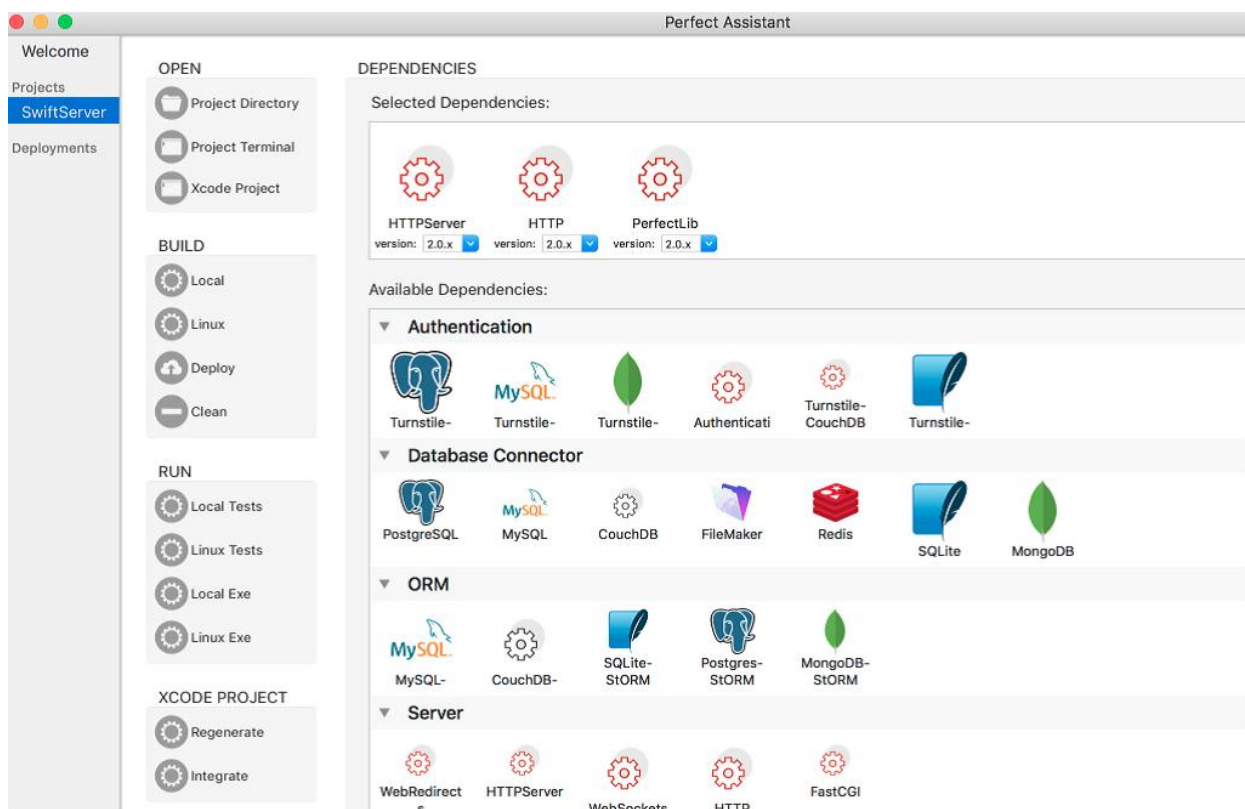 Perfect Assistant
Welcome
Projects
SwiftServer
Deployments
OPEN
Project Directory
Project Terminal
Xcode Project
BUILD
Local
Linux
Deploy
Clean
RUN
Local Tests
Linux Tests
Local Exe
Linux Exe
XCODE PROJECT
Regenerate
Integrate
DEPENDENCIES
Selected Dependencies:
HTTPServer HTTP PerfectLib
version: 2.0.x version: 2.0.x version: 2.0.x
Available Dependencies:
Authentication
MySQL
Turnstile- Turnstile- Turnstile- Authenticati Turnstile-
CouchDB Turnstile-
Database Connector
MySQL
PostgreSQL MySQL CouchDB FileMaker Redis SQLite MongoDB
ORM
MySQL
MySQL- CouchDB- SQLite-
StORM Postgres-
StORM MongoDB-
StORM
Server
WebRedirect
s HTTPServer WebSockets HTTP FastCGI